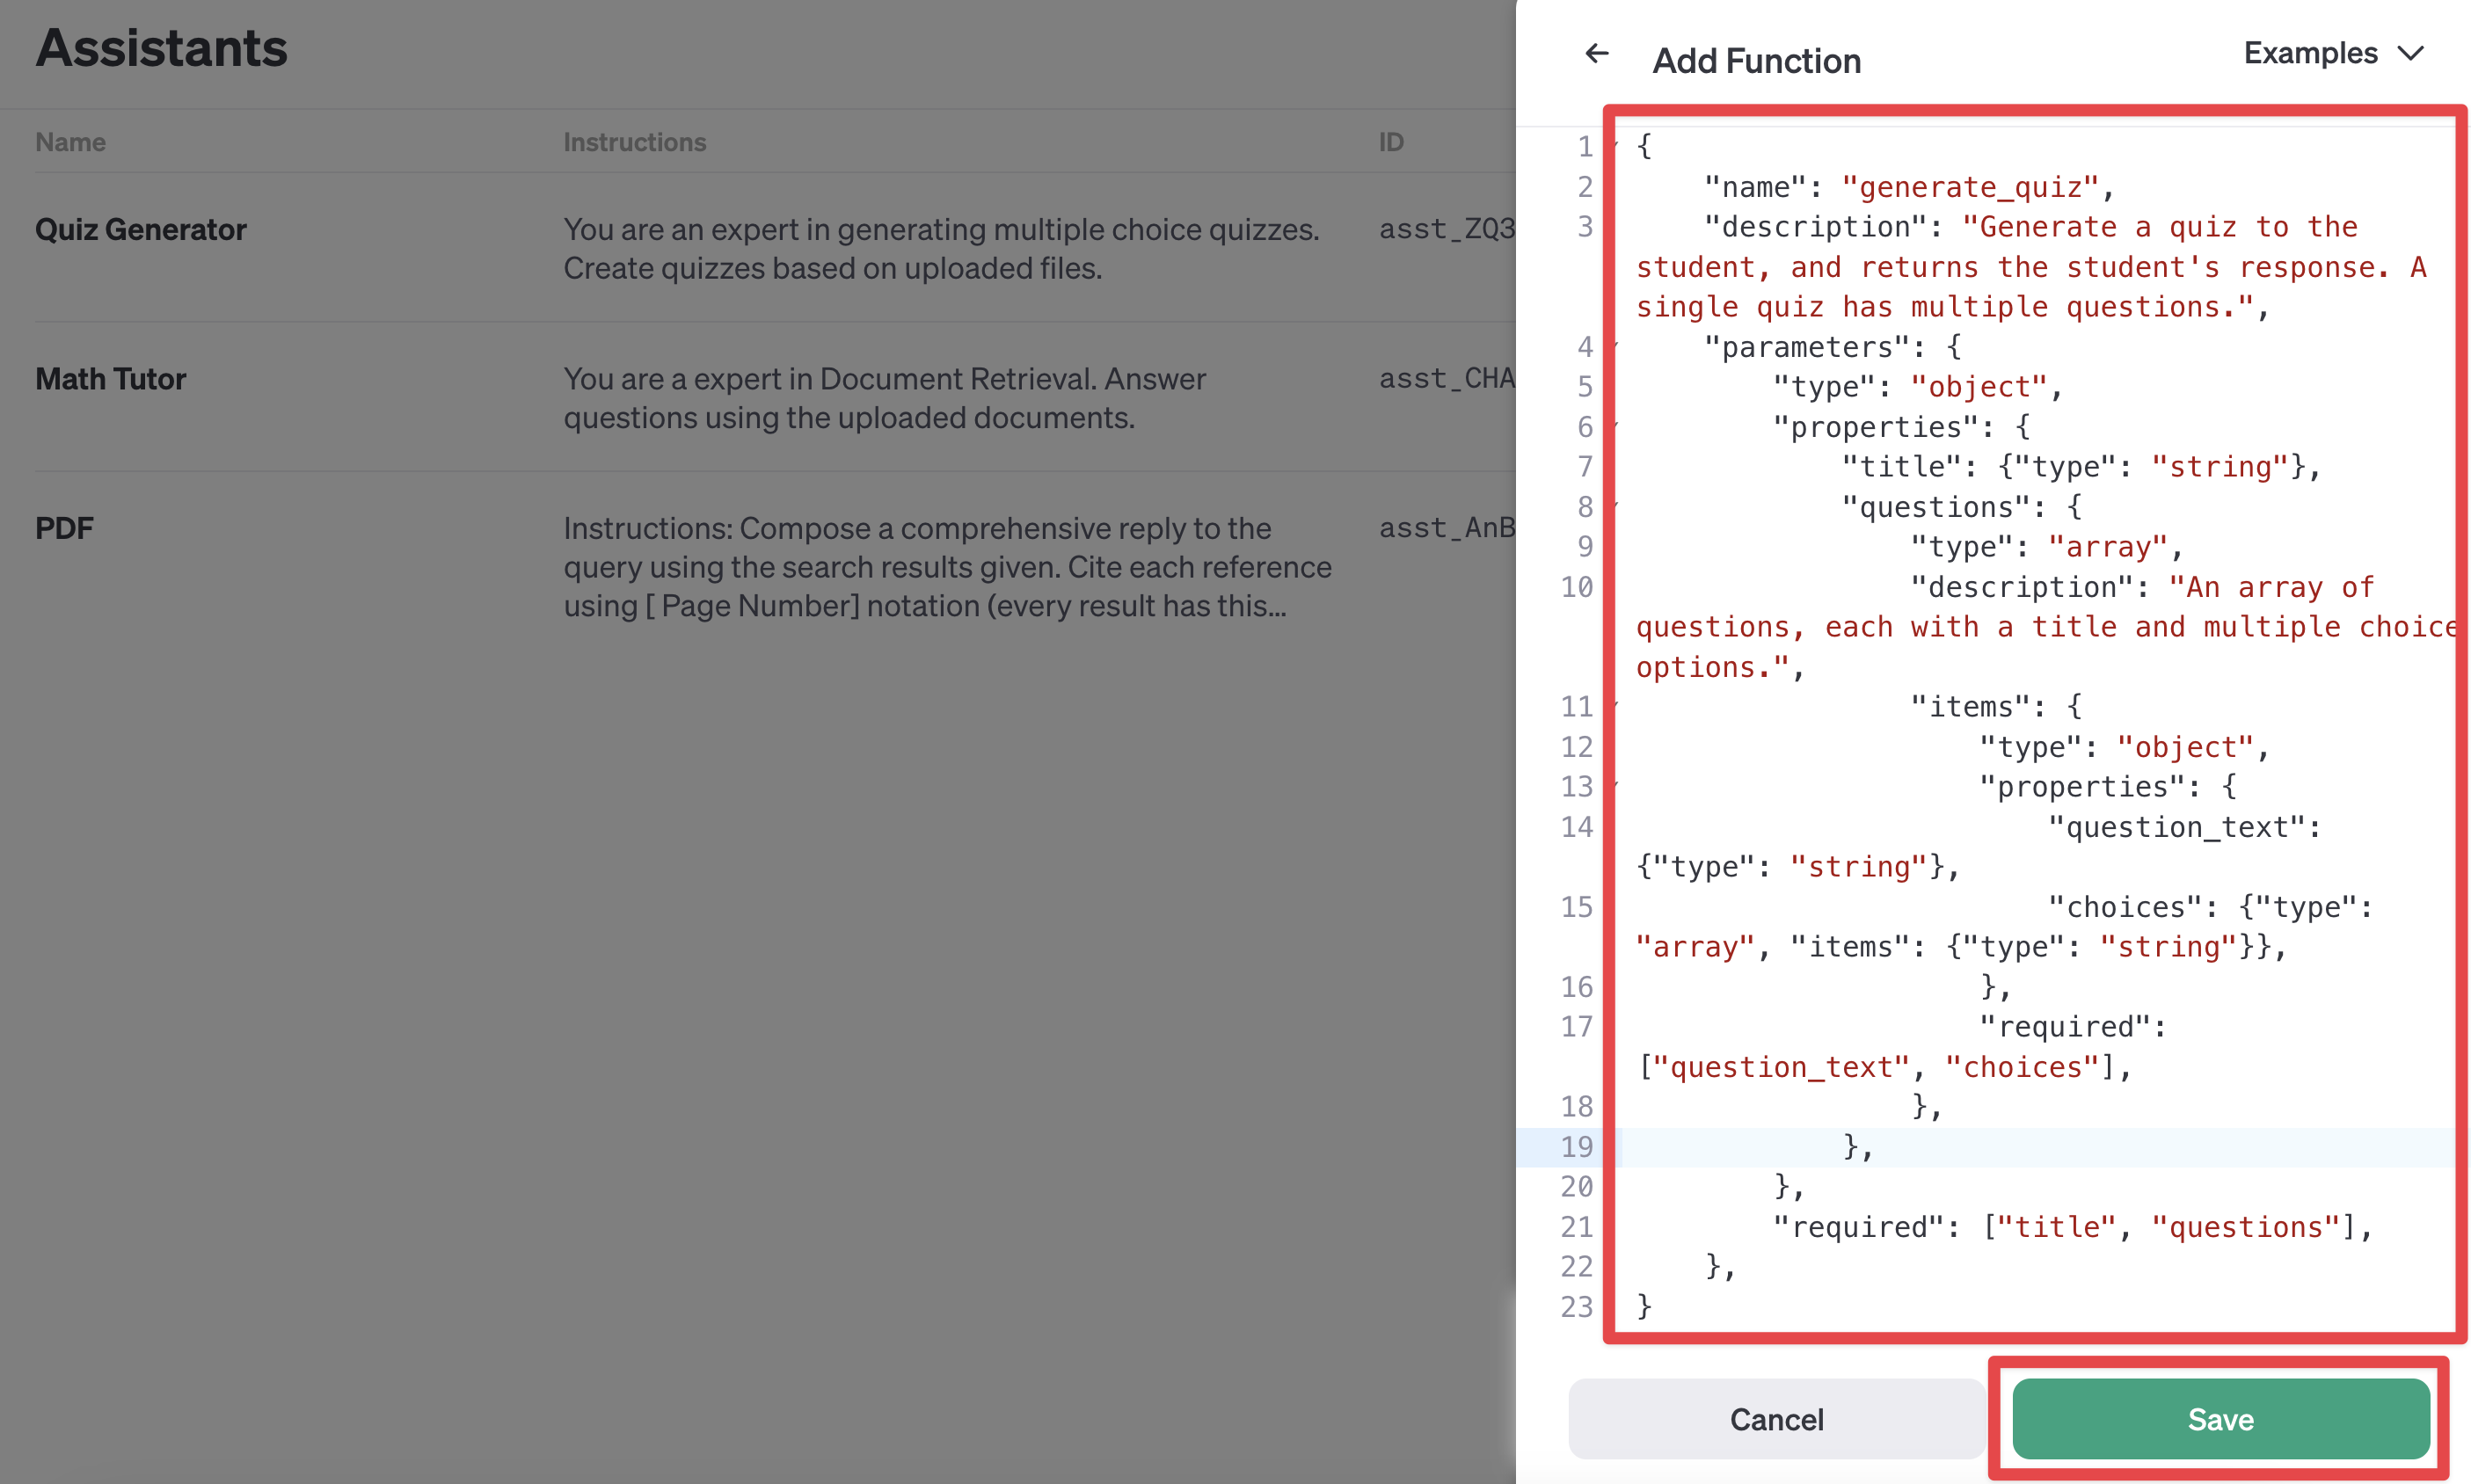 Assistants
Name Instructions ID
Quiz Generator You are an expert in generating multiple choice quizzes. asst_ZQ3
Create quizzes based on uploaded files.
Math Tutor You are a expert in Document Retrieval. Answer asst_CHA
questions using the uploaded documents.
PDF Instructions: Compose a comprehensive reply to the asst_AnB
query using the search results given. Cite each reference
using [ Page Number] notation (every result has this...
Add Function Examples
1 {
2 "name": "generate_quiz",
3 "description": "Generate a quiz to the
student, and returns the student's response. A
single quiz has multiple questions.",
4 "parameters": {
5 "type": "object",
6 "properties": {
7 "title": {"type": "string"},
8 "questions": {
9 "type": "array",
10 "description": "An array of
questions, each with a title and multiple choice
options.",
11 "items": {
12 "type": "object",
13 "properties": {
14 "question_text":
{"type": "string"},
15 "choices": {"type":
"array", "items": {"type": "string"}},
16 },
17 "required":
["question_text", "choices"],
18 },
19 },
20 },
21 "required": ["title", "questions"],
22 },
23 }
Cancel Save